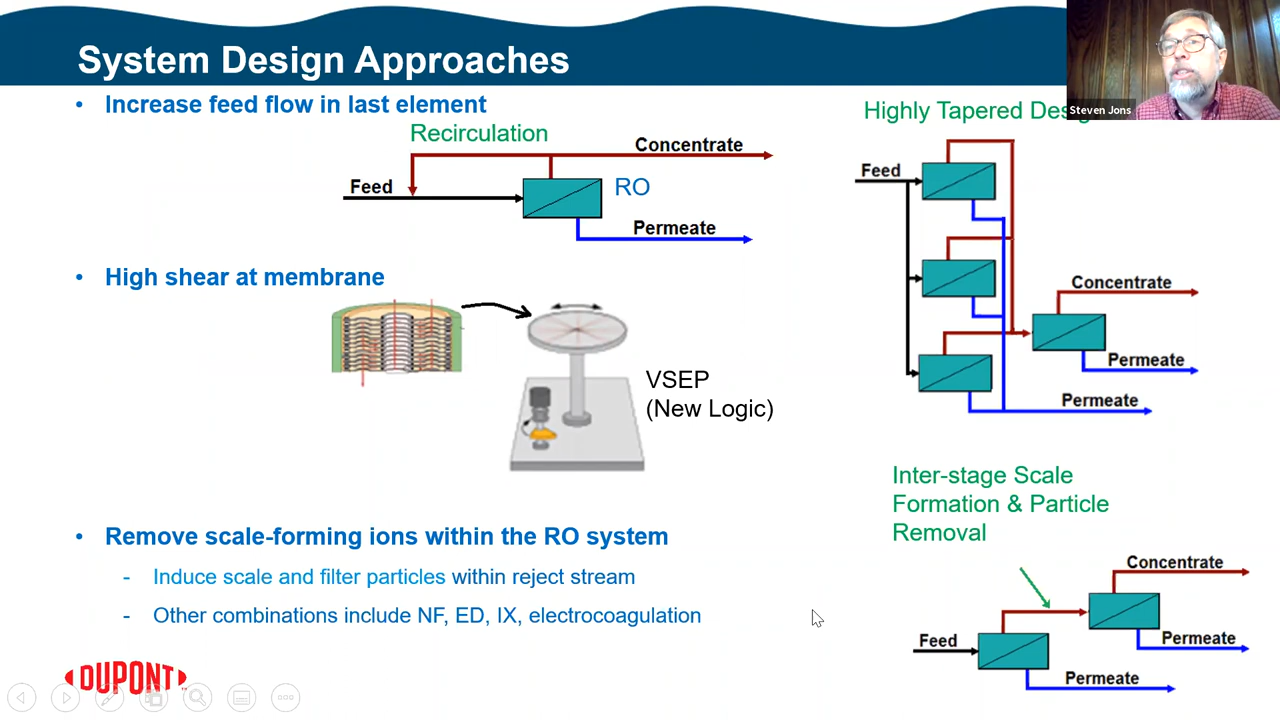 System Design Approaches
Steven Jons
• Increase feed flow in last element
Recirculation
Concentrate
Feed
RO
Permeate
• High shear at membrane
VSEP
(New Logic)
• Remove scale-forming ions within the RO system
- Induce scale and filter particles within reject stream
- Other combinations include NF, ED, IX, electrocoagulation
Highly Tapered
Feed
Concentrate
Permeate
Permeate
Inter-stage Scale
Formation & Particle
Removal
Concentrate
Feed
Permeate
Permeate
DUPONT